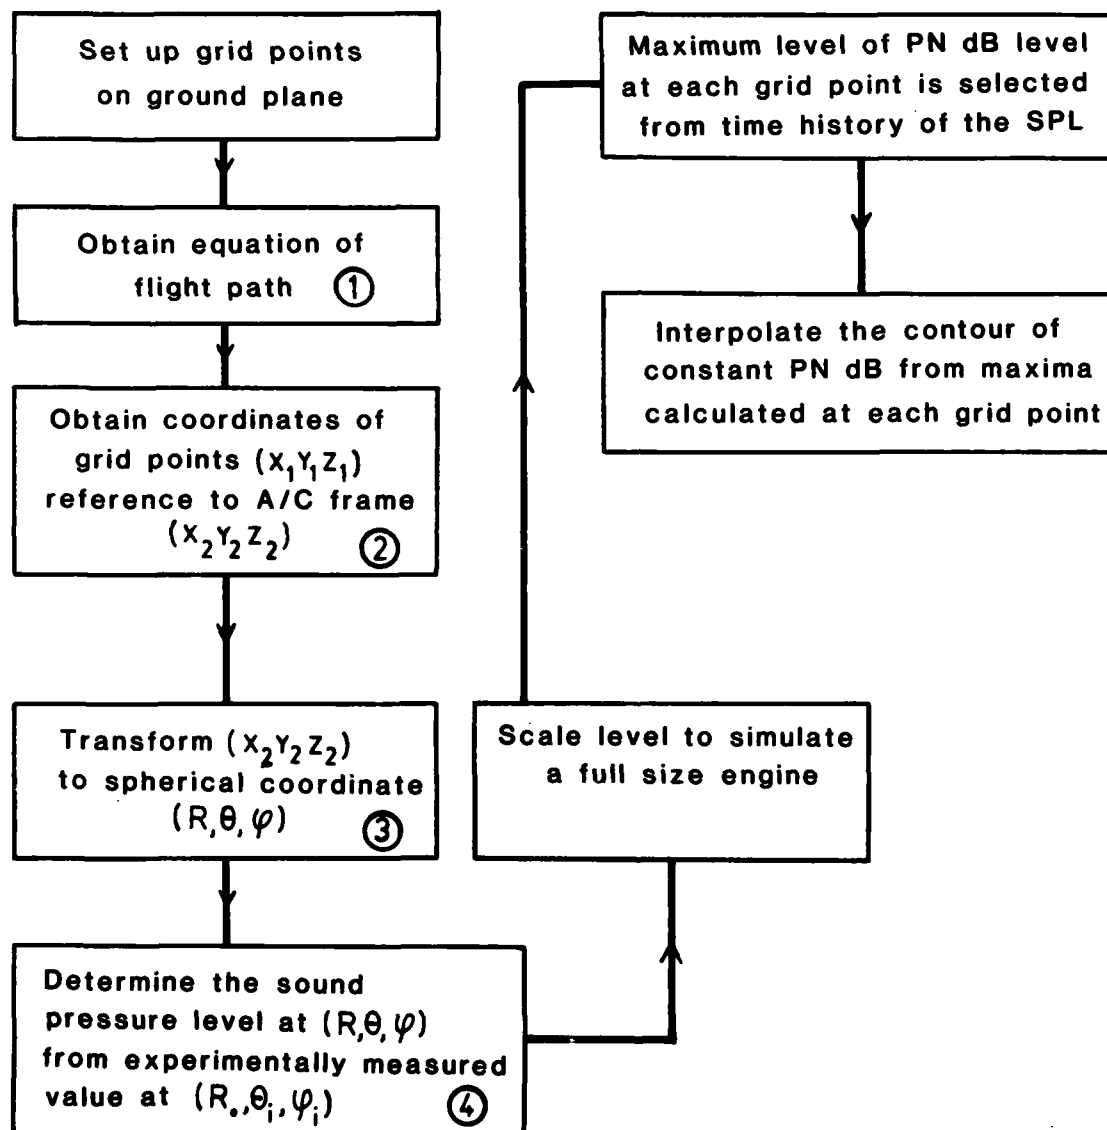 Set up grid points
on ground plane
Obtain equation of
flight path ①
Obtain coordinates of
grid points (X₁Y₁Z₁)
reference to A/C frame
(X₂Y₂Z₂) ②
Transform (X₂Y₂Z₂)
to spherical coordinate
(R,θ,φ) ③
Determine the sound
pressure level at (R,θ,φ)
from experimentally measured
value at (R₀,θᵢ,φᵢ) ④
Scale level to simulate
a full size engine
Maximum level of PN dB level
at each grid point is selected
from time history of the SPL
Interpolate the contour of
constant PN dB from maxima
calculated at each grid point